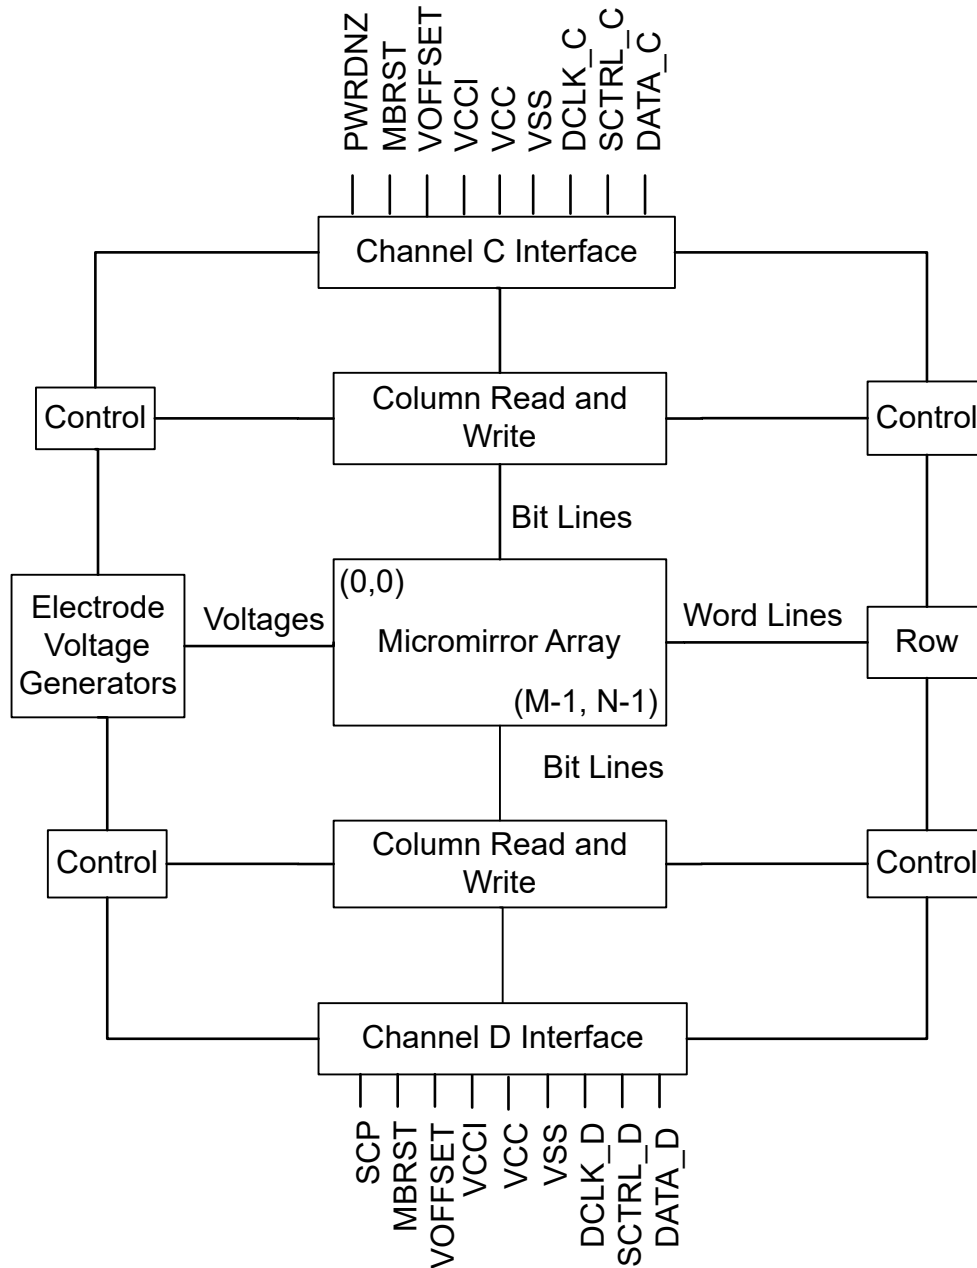 PWRDNZ
MBRST
VOFFSET
VCCI
VCC
VSS
DCLK_C
SCTRL_C
DATA_C
Channel C Interface
Control
Column Read and
Write
Control
Bit Lines
Electrode
Voltage
Generators
Voltages
(0,0)
Micromirror Array
(M-1, N-1)
Word Lines
Row
Bit Lines
Control
Column Read and
Write
Control
Channel D Interface
SCP
MBRST
VOFFSET
VCCI
VCC
VSS
DCLK_D
SCTRL_D
DATA_D